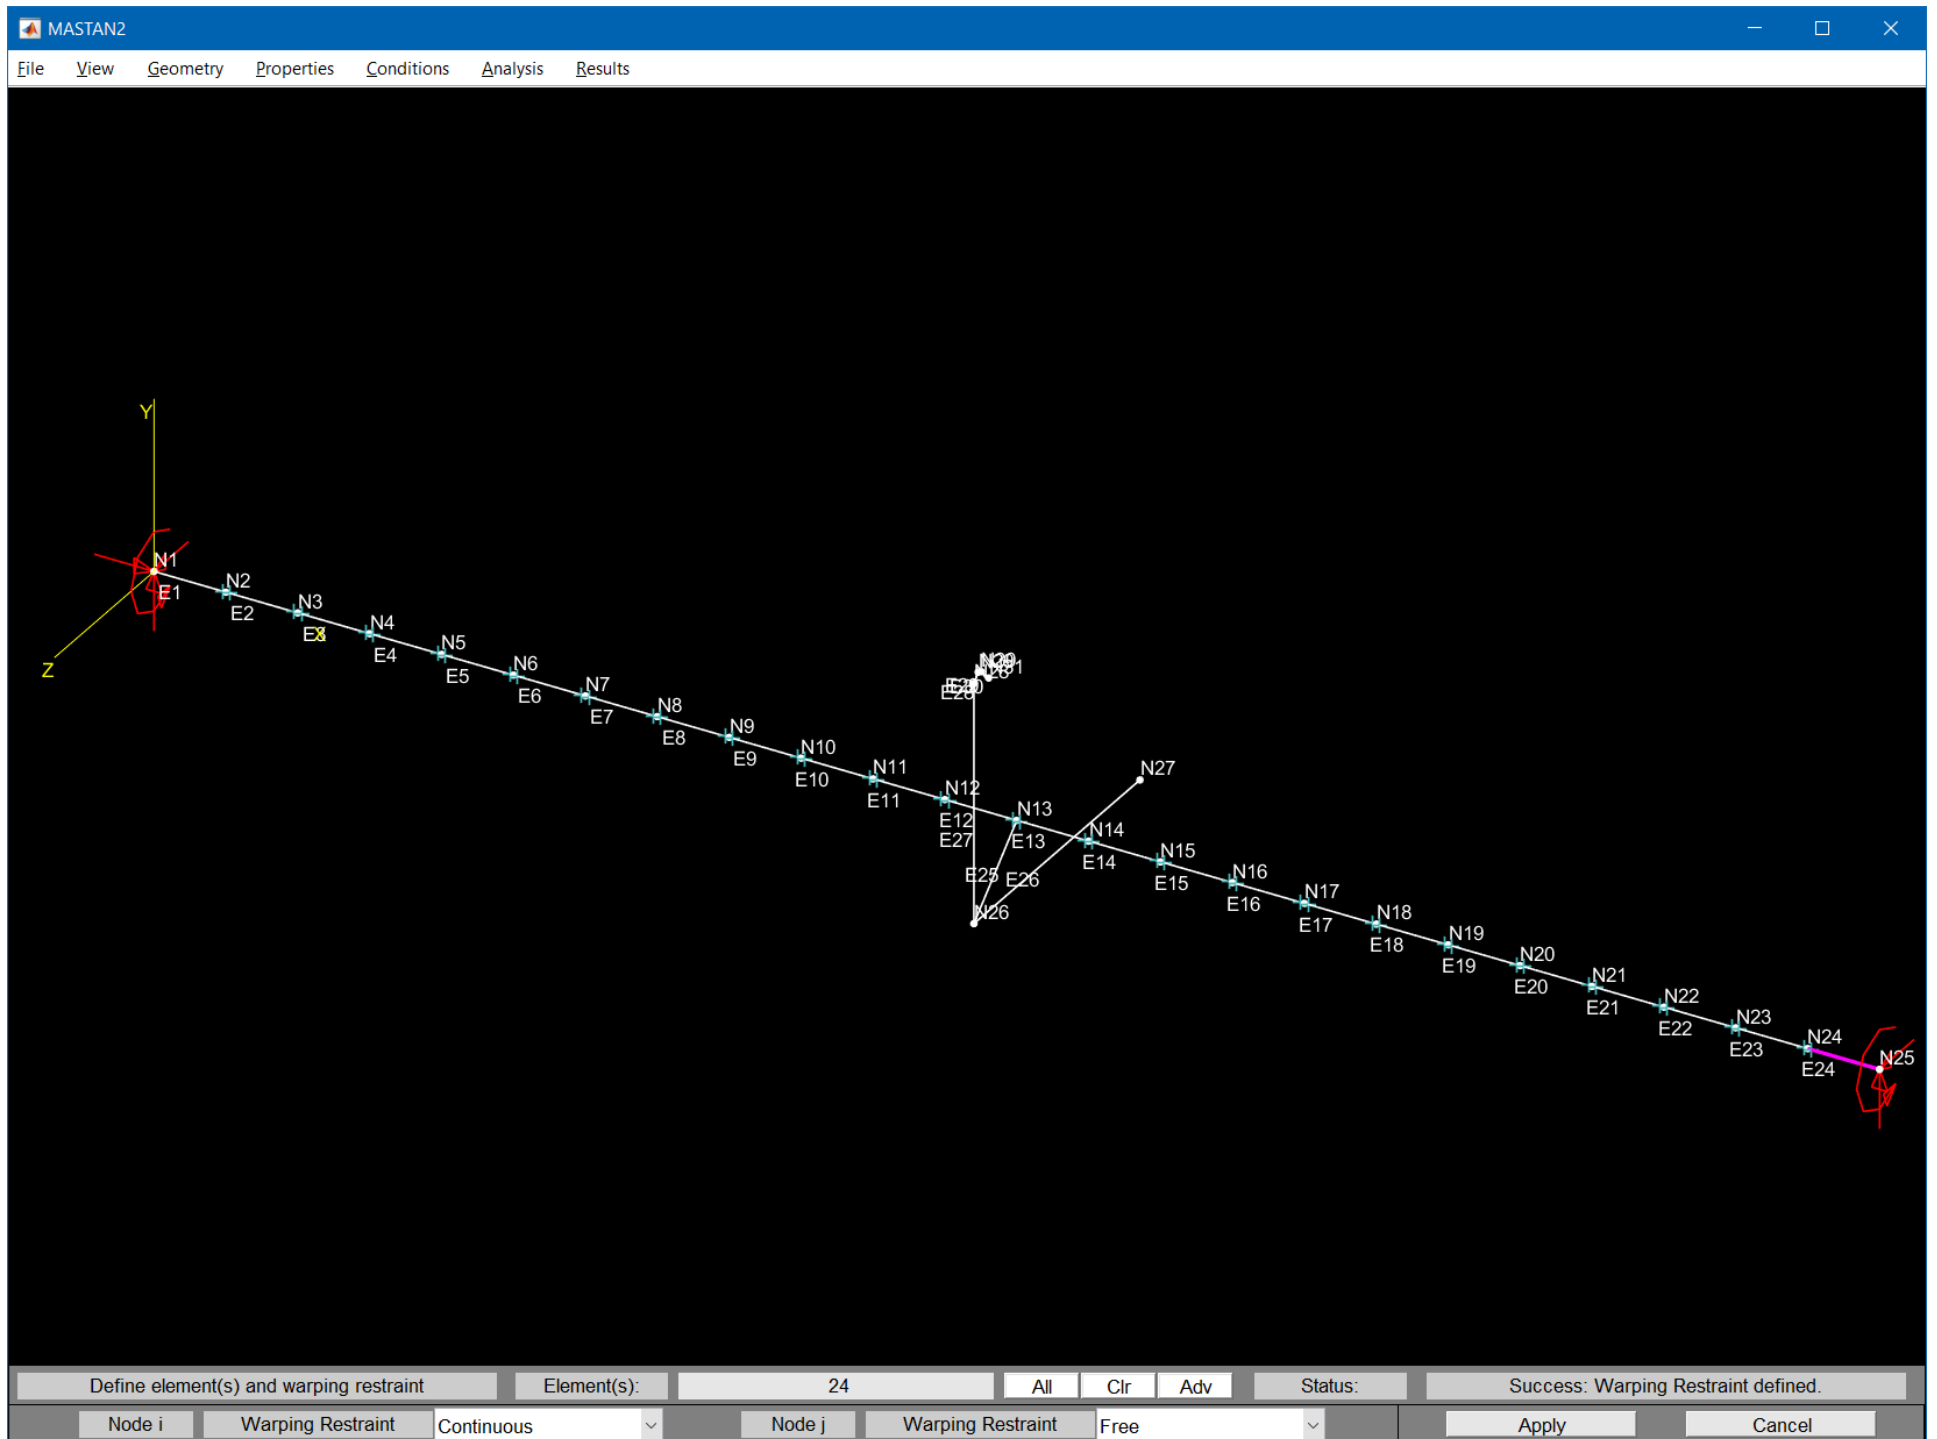 MASTAN2
File View Geometry Properties Conditions Analysis Results
Y
N1
E1
N2
E2
N3
X
Z
N4
E4
N5
E5
N6
E6
N7
E7
N8
E8
N9
E9
N10
E10
N11
E11
N12
E12
E27
N13
E13
E25
E26
N26
N27
N14
E14
N15
E15
N16
E16
N17
E17
N18
E18
N19
E19
N20
E20
N21
E21
N22
E22
N23
E23
N24
E24
N25
Define element(s) and warping restraint Element(s): 24 All Clr Adv Status: Success: Warping Restraint defined.
Node i Warping Restraint Continuous Node j Warping Restraint Free Apply Cancel